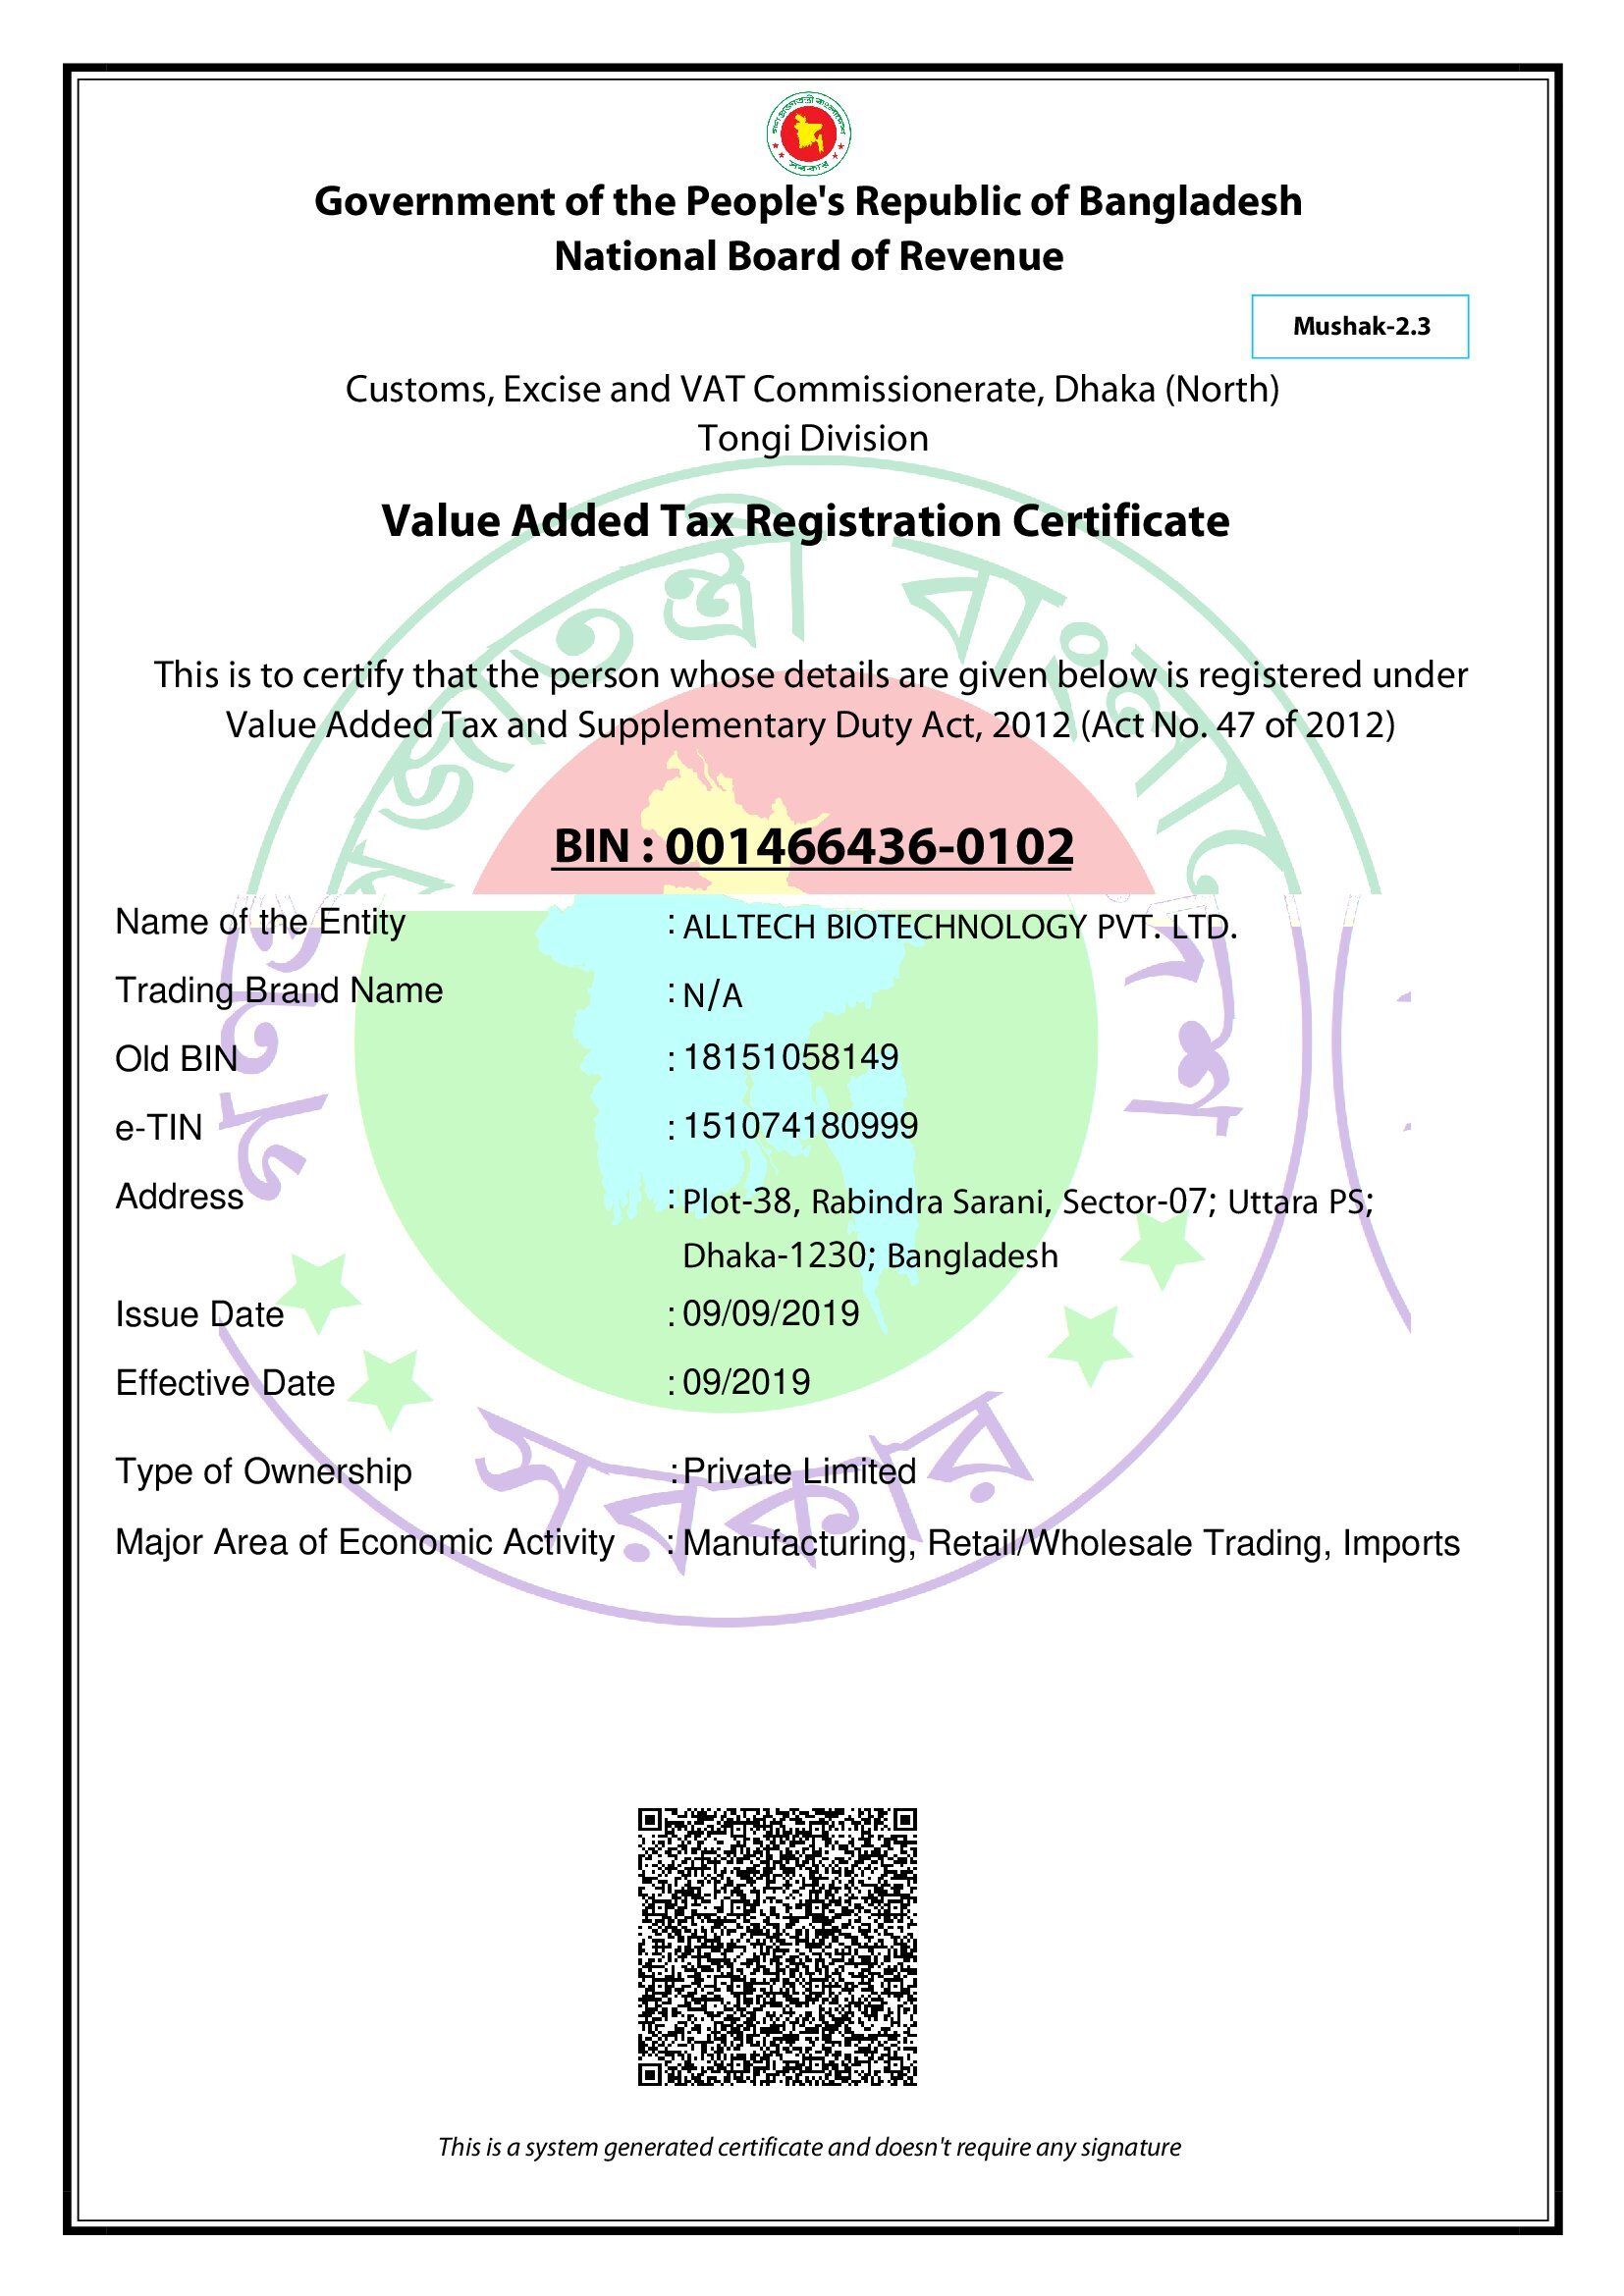 Government of the People's Republic of Bangladesh
National Board of Revenue
Mushak-2.3
Customs, Excise and VAT Commissionerate, Dhaka (North)
Tongi Division
Value Added Tax Registration Certificate
This is to certify that the person whose details are given below is registered under
Value Added Tax and Supplementary Duty Act, 2012 (Act No. 47 of 2012)
BIN : 001466436-0102
Name of the Entity : ALLTECH BIOTECHNOLOGY PVT. LTD.
Trading Brand Name : N/A
Old BIN : 18151058149
e-TIN : 151074180999
Address : Plot-38, Rabindra Sarani, Sector-07; Uttara PS;
Dhaka-1230; Bangladesh
Issue Date : 09/09/2019
Effective Date : 09/2019
Type of Ownership : Private Limited
Major Area of Economic Activity : Manufacturing, Retail/Wholesale Trading, Imports
সরকার
This is a system generated certificate and doesn't require any signature